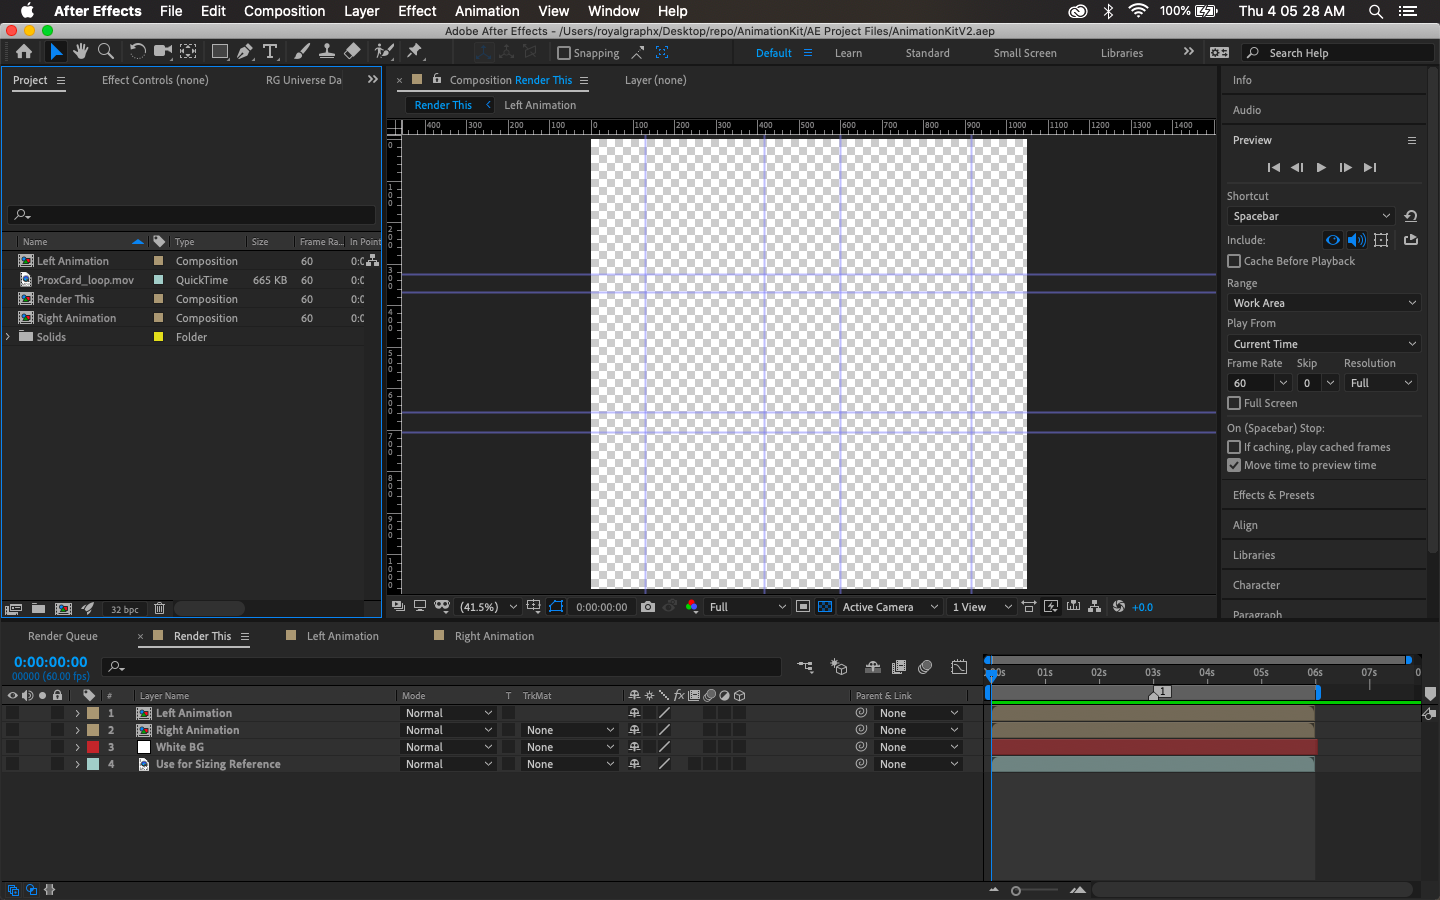 After Effects File Edit Composition Layer Effect Animation View Window Help 100% Thu 4 05 28 AM
Adobe After Effects - /Users/royalgraphx/Desktop/repo/AnimationKit/AE Project Files/AnimationKitV2.aep
Snapping Default Learn Standard Small Screen Libraries Search Help
Project Effect Controls (none) RG Universe Da
Composition Render This Layer (none)
Render This Left Animation
400 300 200 100 0 100 200 300 400 500 600 700 800 900 1000 1100 1200 1300 1400
0
100
200
300
400
500
600
700
800
900
1000
Name Type Size Frame Ra... In Point
Left Animation Composition 60 0:0
ProxCard_loop.mov QuickTime 665 KB 60 0:0
Render This Composition 60 0:0
Right Animation Composition 60 0:0
Solids Folder
32 bpc
(41.5%) 0:00:00:00 Full Active Camera 1 View +0.0
Info
Audio
Preview
Shortcut
Spacebar
Include:
Cache Before Playback
Range
Work Area
Play From
Current Time
Frame Rate Skip Resolution
60 0 Full
Full Screen
On (Spacebar) Stop:
If caching, play cached frames
Move time to preview time
Effects & Presets
Align
Libraries
Character
Paragraph
Render Queue Render This Left Animation Right Animation
0:00:00:00
00000 (60.00 fps)
01s 02s 03s 04s 05s 06s 07s
# Layer Name Mode T TrkMat Parent & Link
1
1 Left Animation Normal None
2 Right Animation Normal None None
3 White BG Normal None None
4 Use for Sizing Reference Normal None None